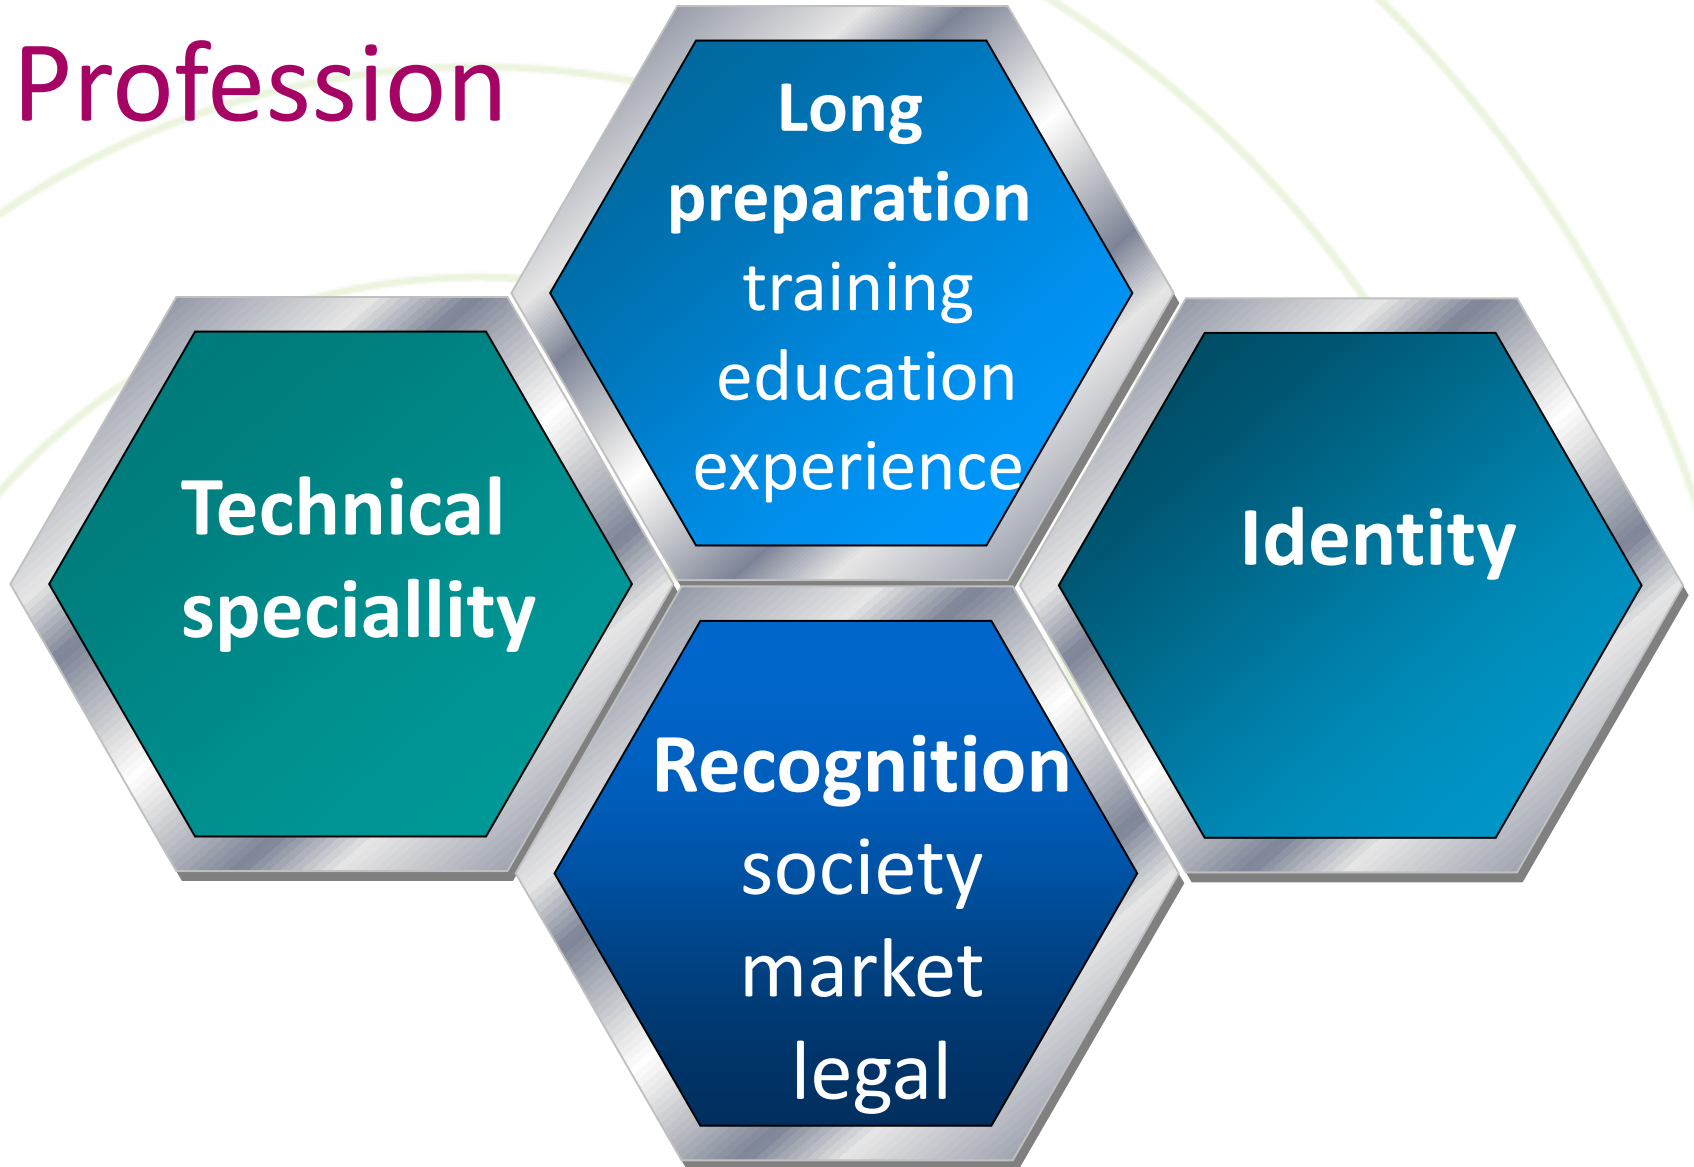 Profession
Long
preparation
training
education
experience
Technical
speciallity
Identity
Recognition
society
market
legal